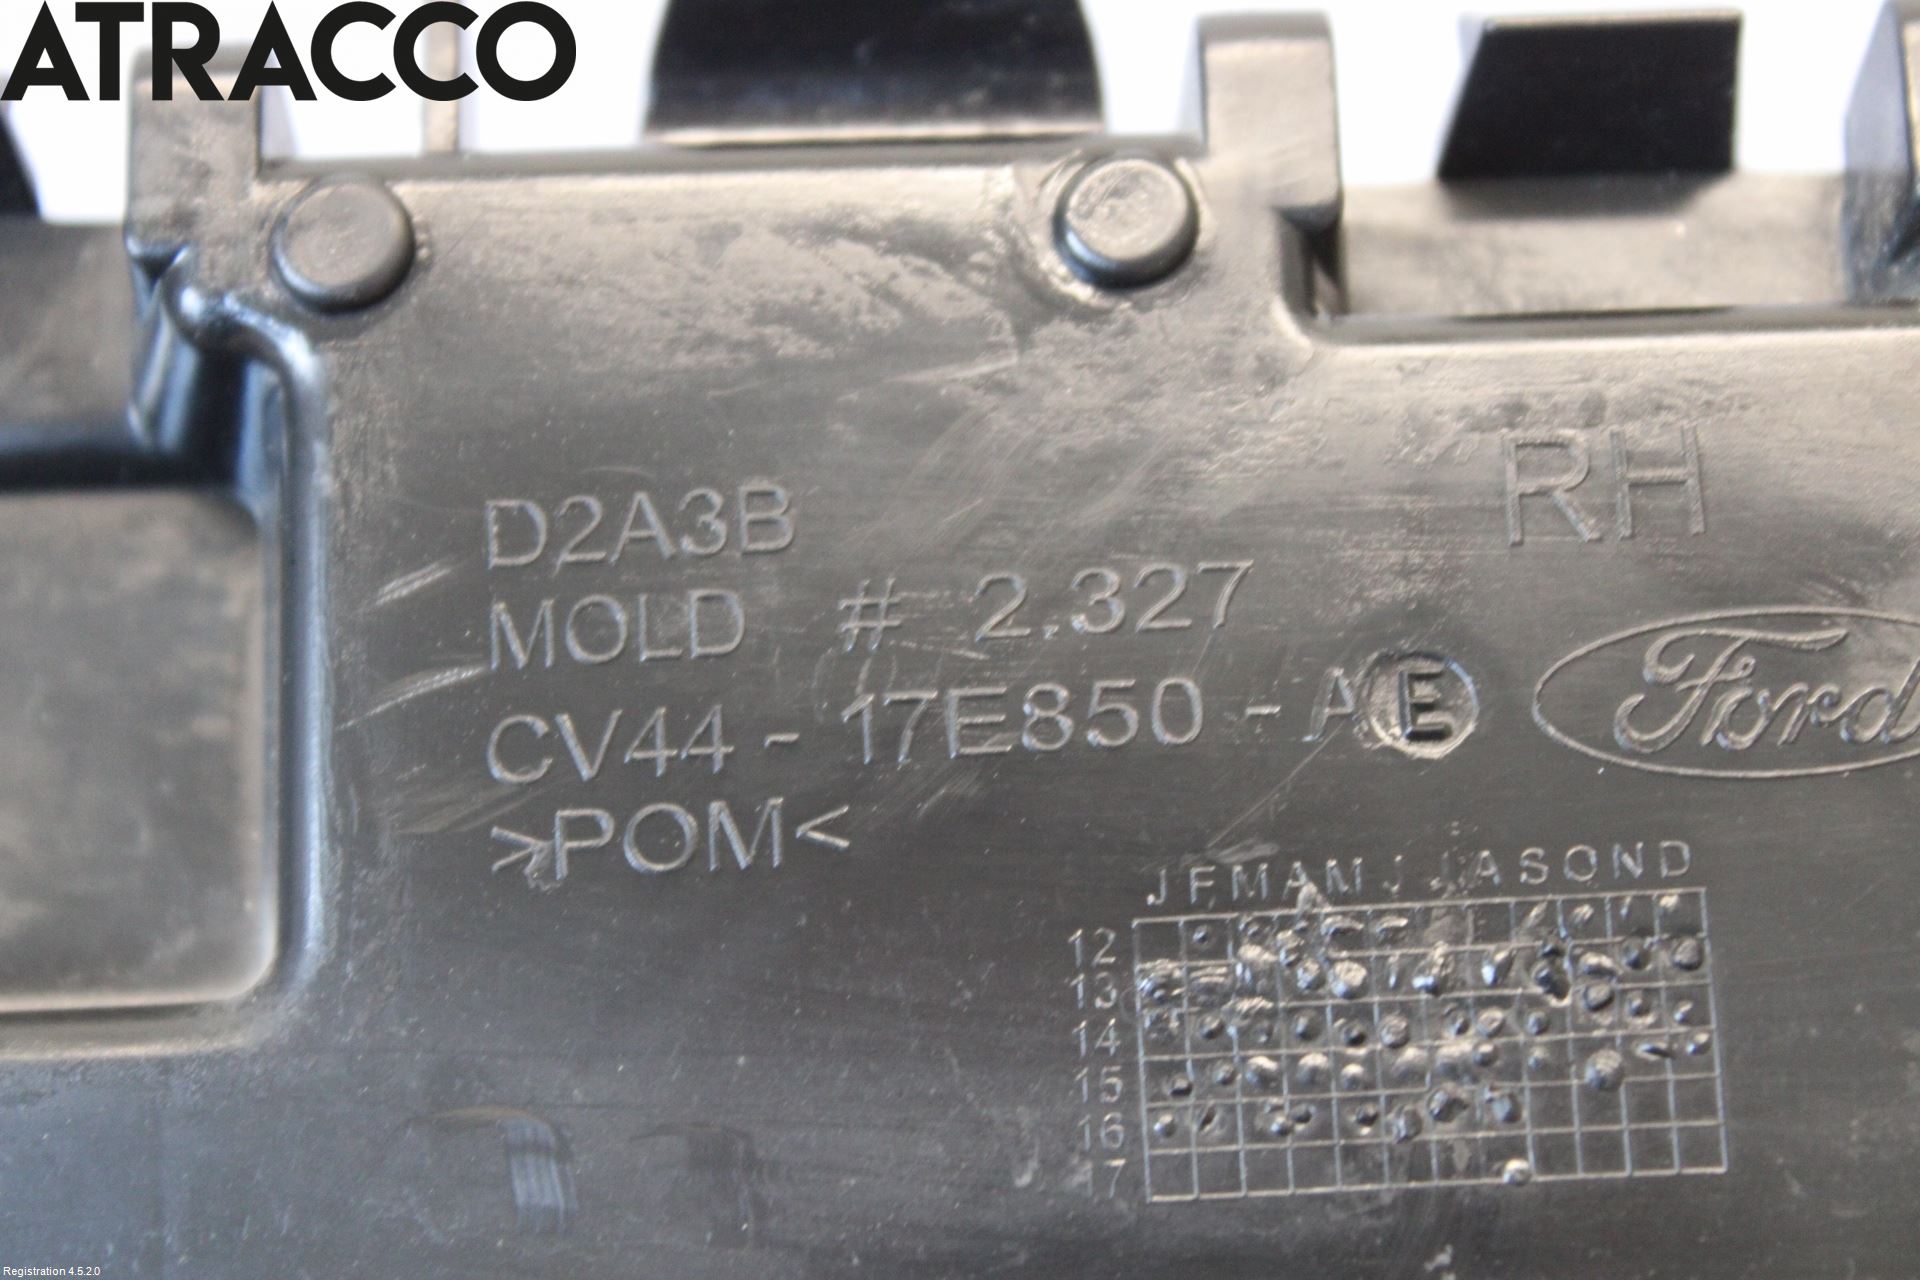 ATRACCO
RH
D2A3B
MOLD # 2.327
CV44 - 17E850 - AE
Ford
>POM<
J F M A M J J A S O N D
12
13
14
15
16
17
Registration 4.5.2.0